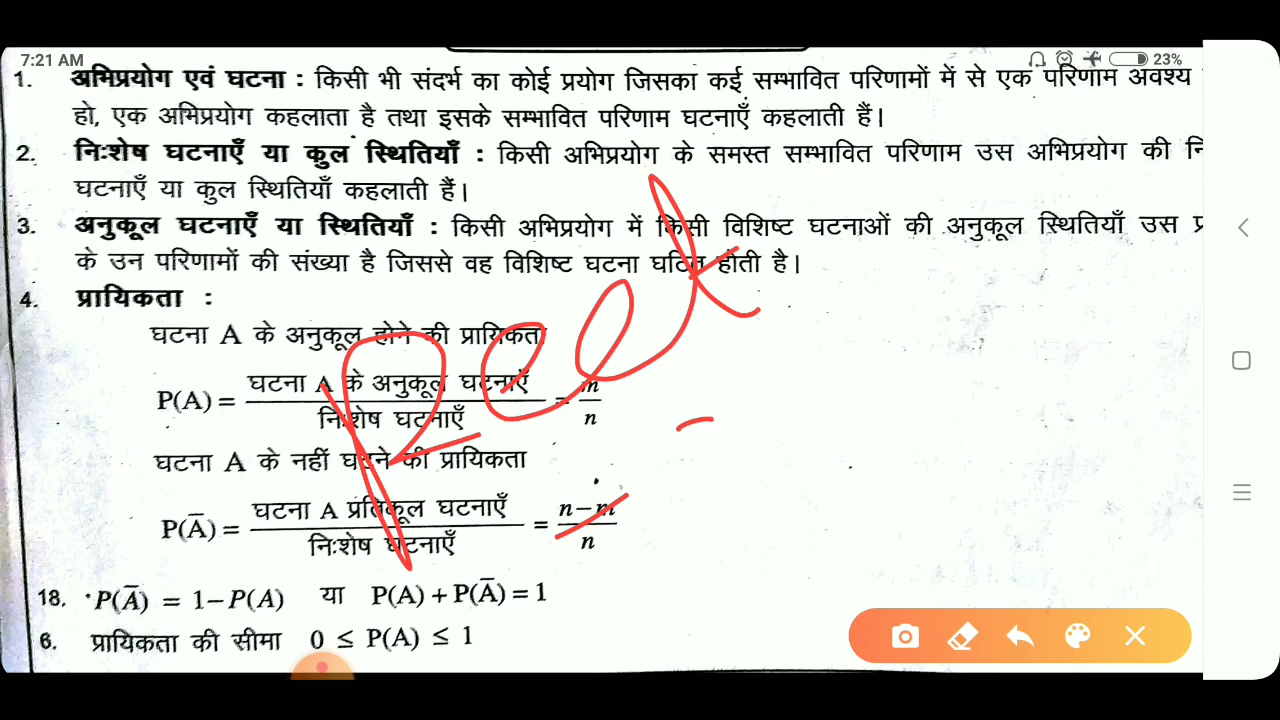 7:21 AM
23%
1. अभिप्रयोग एवं घटना : किसी भी संदर्भ का कोई प्रयोग जिसका कई सम्भावित परिणामों में से एक परिणाम अवश्य
हो, एक अभिप्रयोग कहलाता है तथा इसके सम्भावित परिणाम घटनाएँ कहलाती हैं।
2. निःशेष घटनाएँ या कुल स्थितियाँ : किसी अभिप्रयोग के समस्त सम्भावित परिणाम उस अभिप्रयोग की नि
घटनाएँ या कुल स्थितियाँ कहलाती हैं।
3. अनुकूल घटनाएँ या स्थितियाँ : किसी अभिप्रयोग में किसी विशिष्ट घटनाओं की अनुकूल स्थितियाँ उस प्र
के उन परिणामों की संख्या है जिससे वह विशिष्ट घटना घटित होती है।
4. प्रायिकता :
घटना A के अनुकूल होने की प्रायिकता
P(A) = घटना A के अनुकूल घटनाएँ / निःशेष घटनाएँ = m / n
घटना A के नहीं घटने की प्रायिकता
P(A̅) = घटना A प्रतिकूल घटनाएँ / निःशेष घटनाएँ = n−m / n
18. P(A̅) = 1−P(A) या P(A)+P(A̅)=1
6. प्रायिकता की सीमा 0 ≤ P(A) ≤ 1
Reet